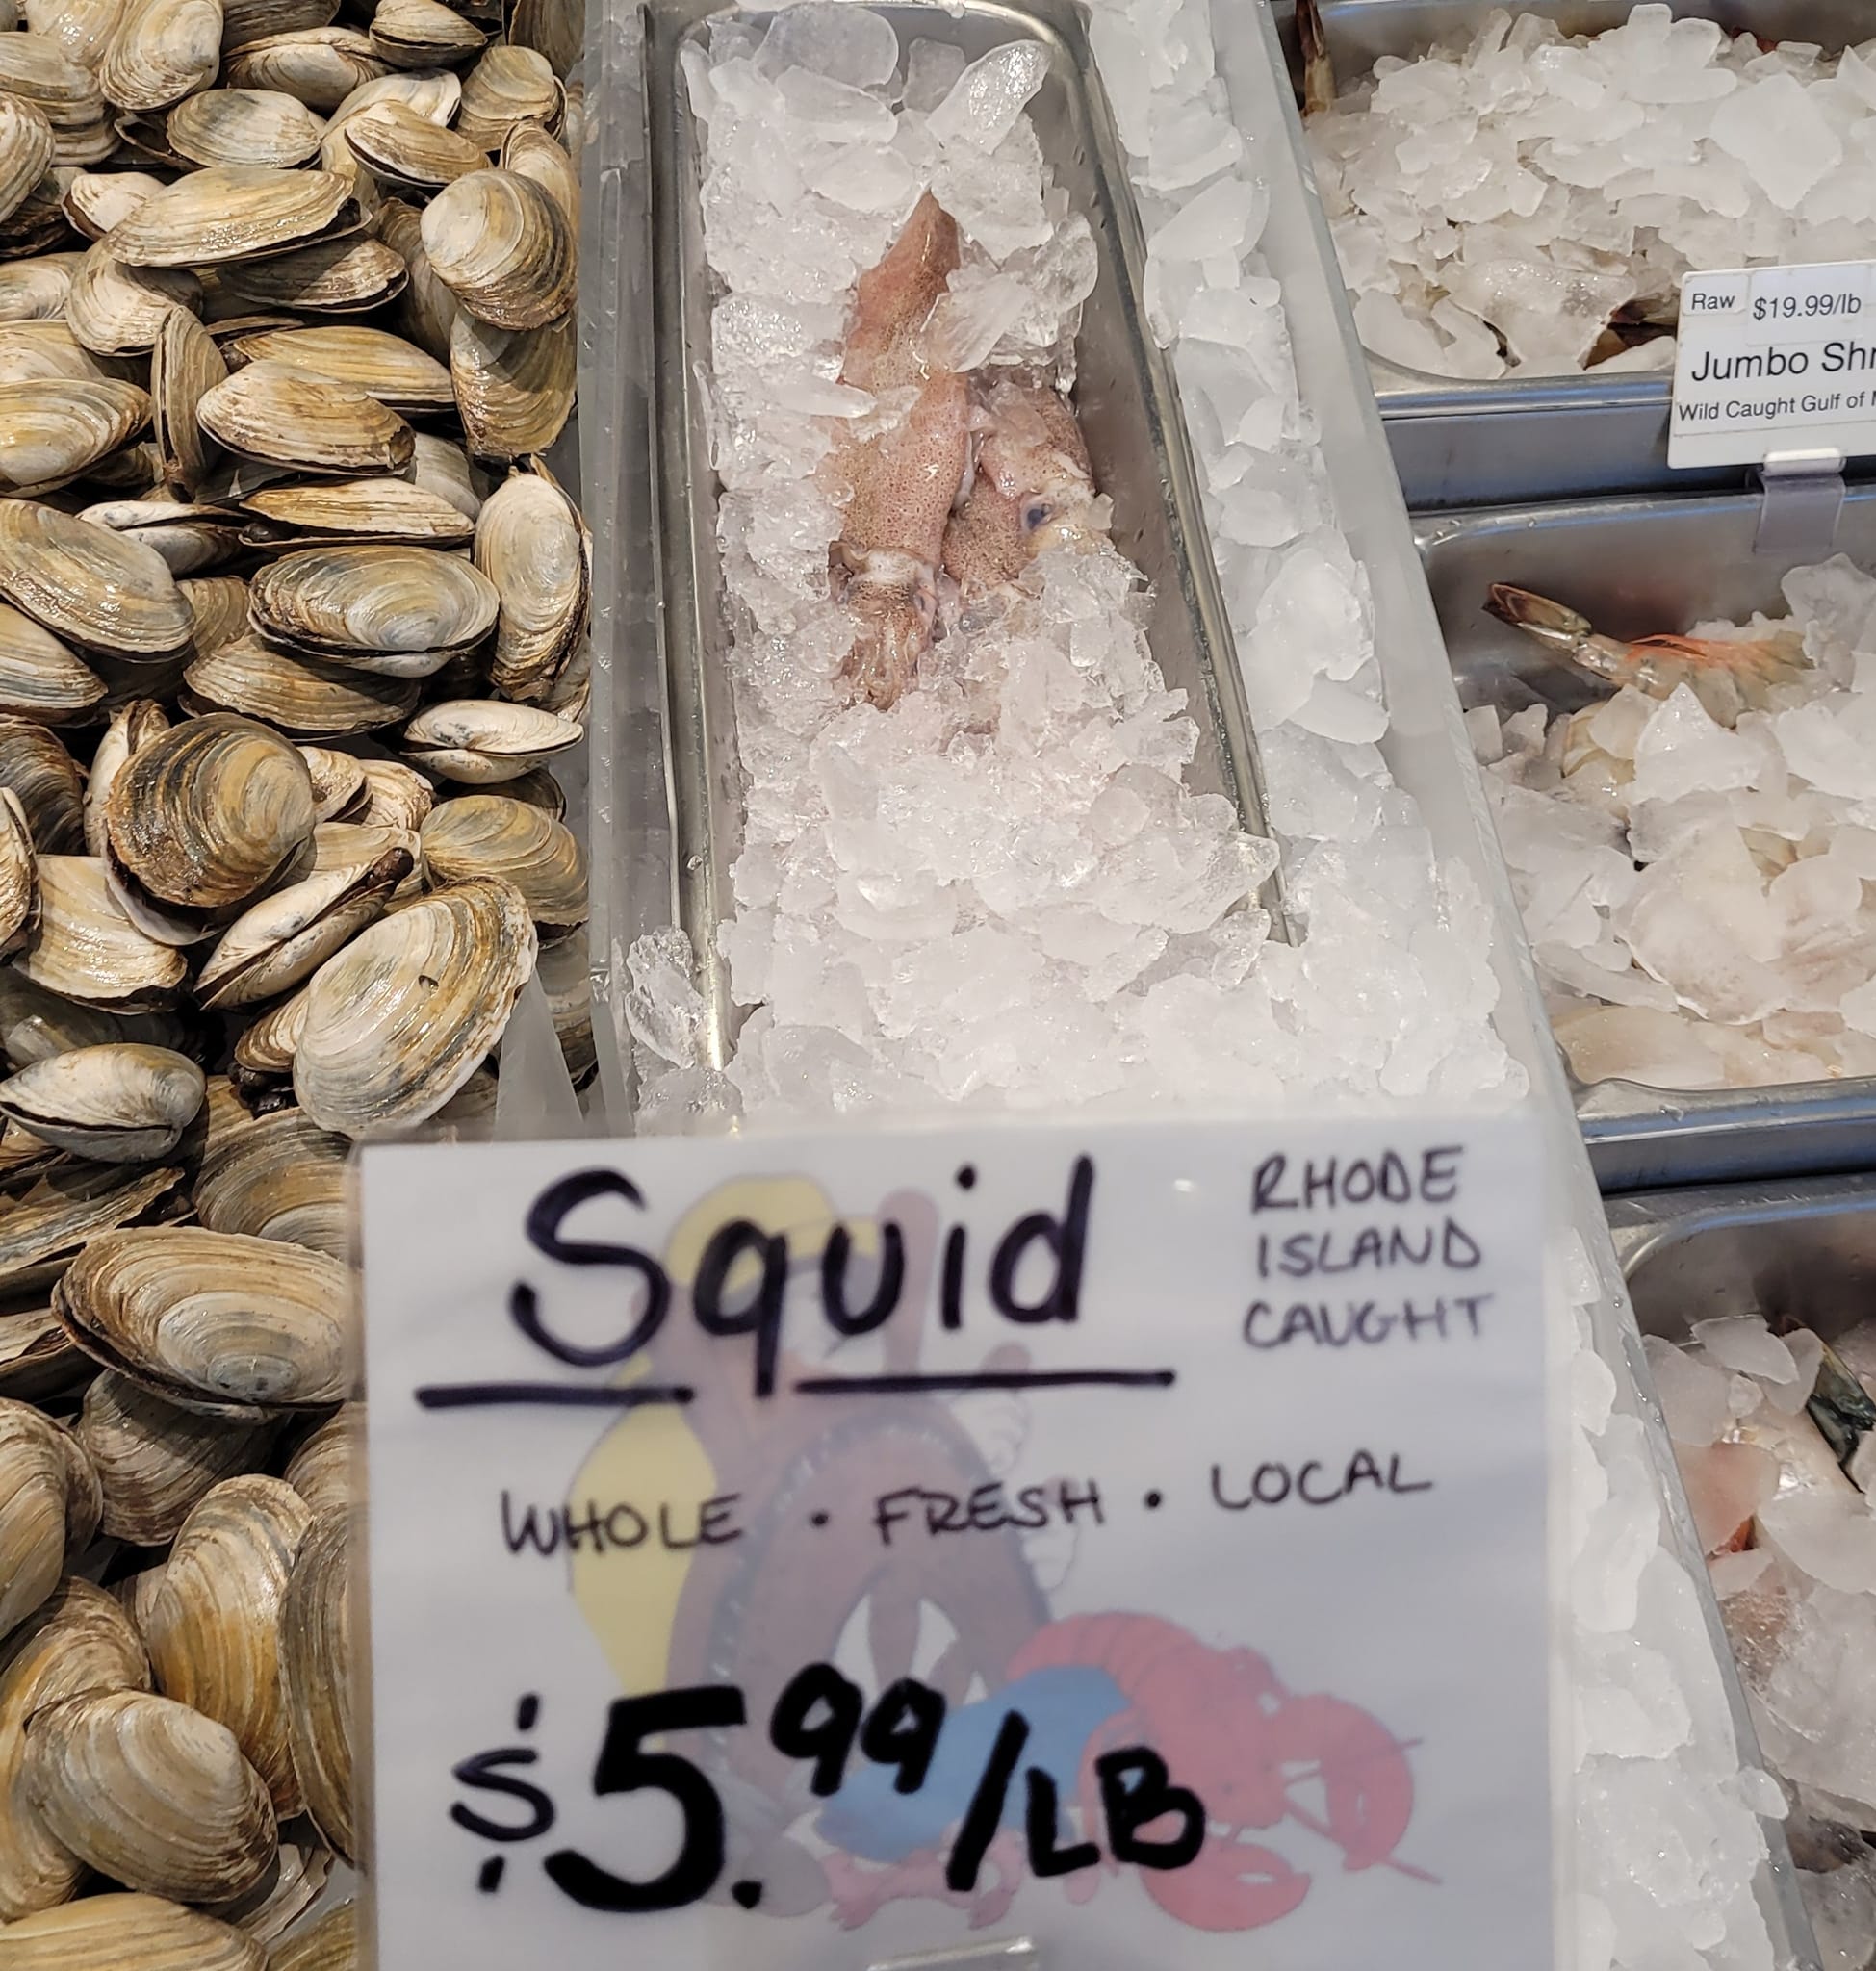 Raw $19.99/lb
Jumbo
Wild Caught Gulf of
Squid
RHODE
ISLAND
CAUGHT
WHOLE • FRESH • LOCAL
$5.99/LB